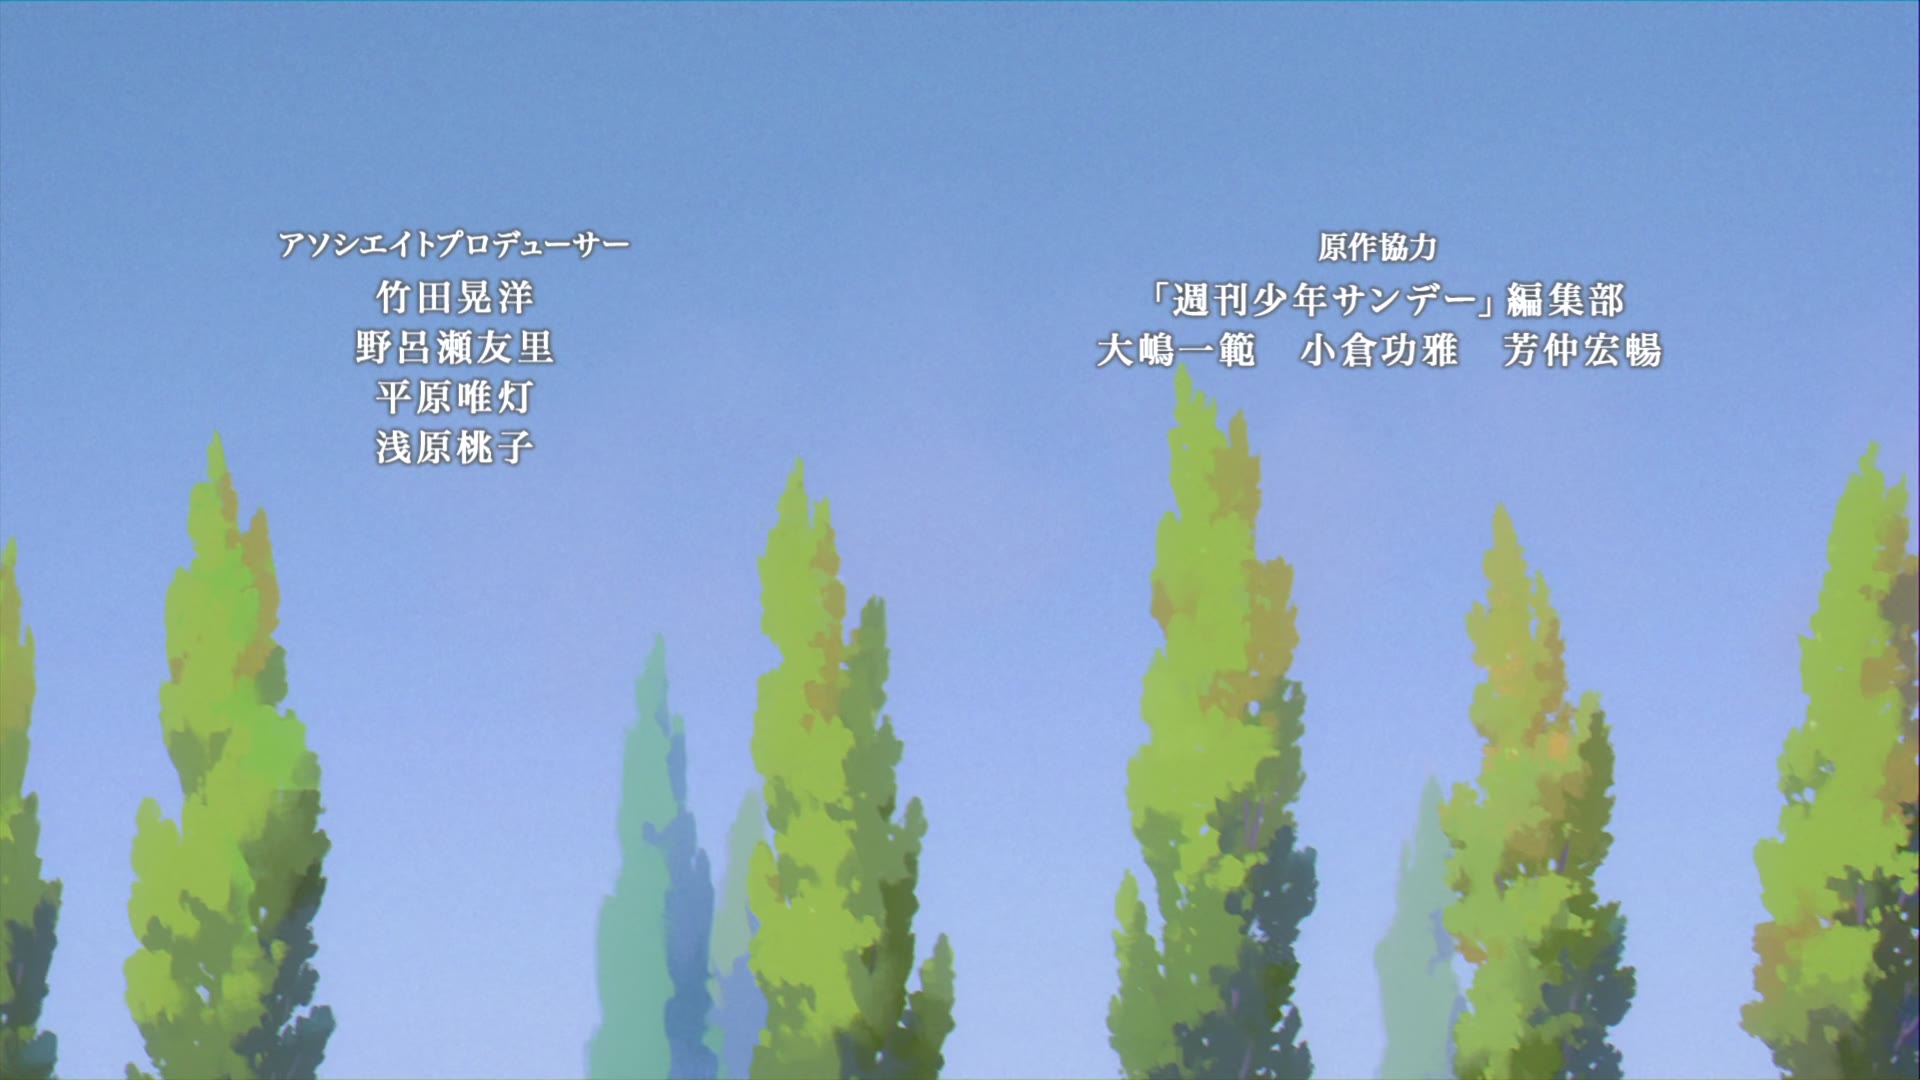 アソシエイトプロデューサー
竹田晃洋
野呂瀬友里
平原唯灯
浅原桃子
原作協力
「週刊少年サンデー」編集部
大嶋一範　小倉功雅　芳仲宏暢